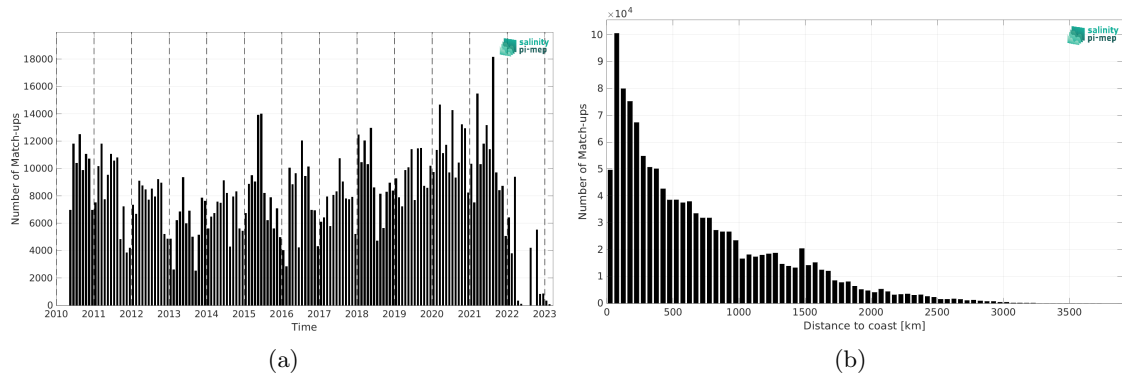 salinity
pi-mep
Number of Match-ups
18000
16000
14000
12000
10000
8000
6000
4000
2000
0
2010 2011 2012 2013 2014 2015 2016 2017 2018 2019 2020 2021 2022 2023
Time
(a)
×10⁴
salinity
pi-mep
Number of Match-ups
10
9
8
7
6
5
4
3
2
1
0
0 500 1000 1500 2000 2500 3000 3500
Distance to coast [km]
(b)